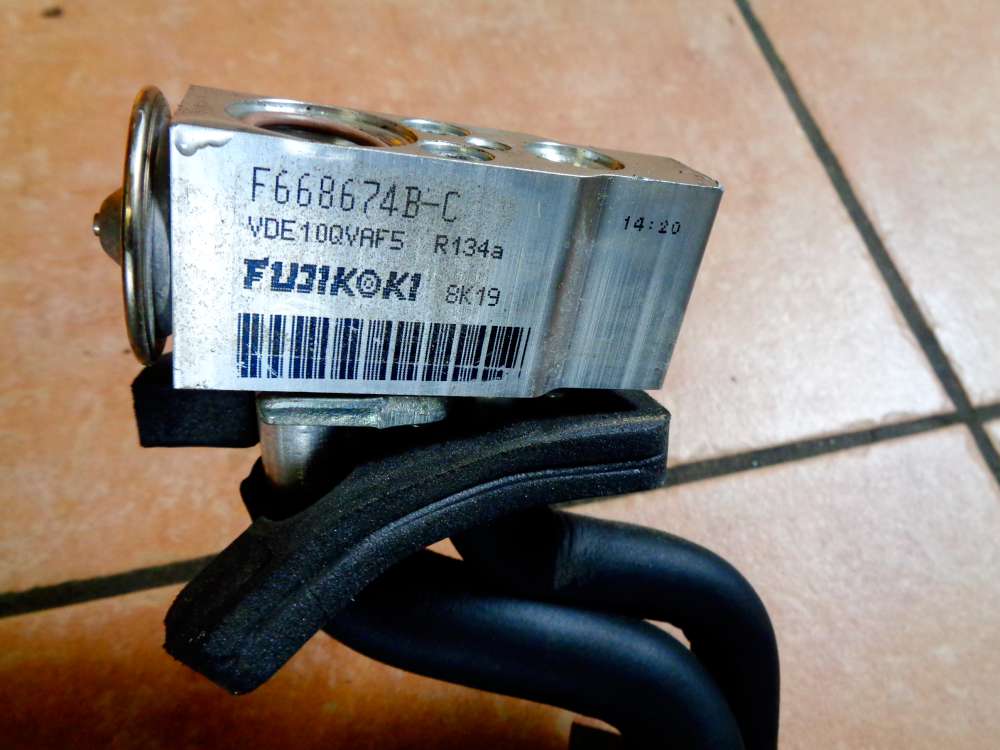 F668674B-C
14:20
VDE10QVAF5 R134a
FUJIKOKI 8K19